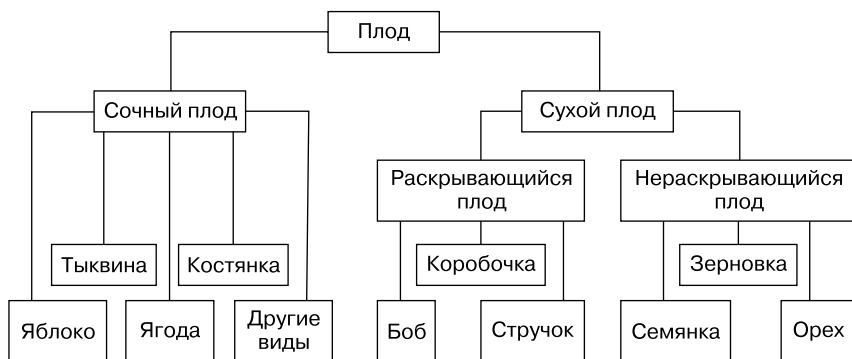 Плод
Сочный плод
Сухой плод
Раскрывающийся
плод
Нераскрывающийся
плод
Тыквина
Костянка
Коробочка
Зерновка
Яблоко
Ягода
Другие
виды
Боб
Стручок
Семянка
Орех